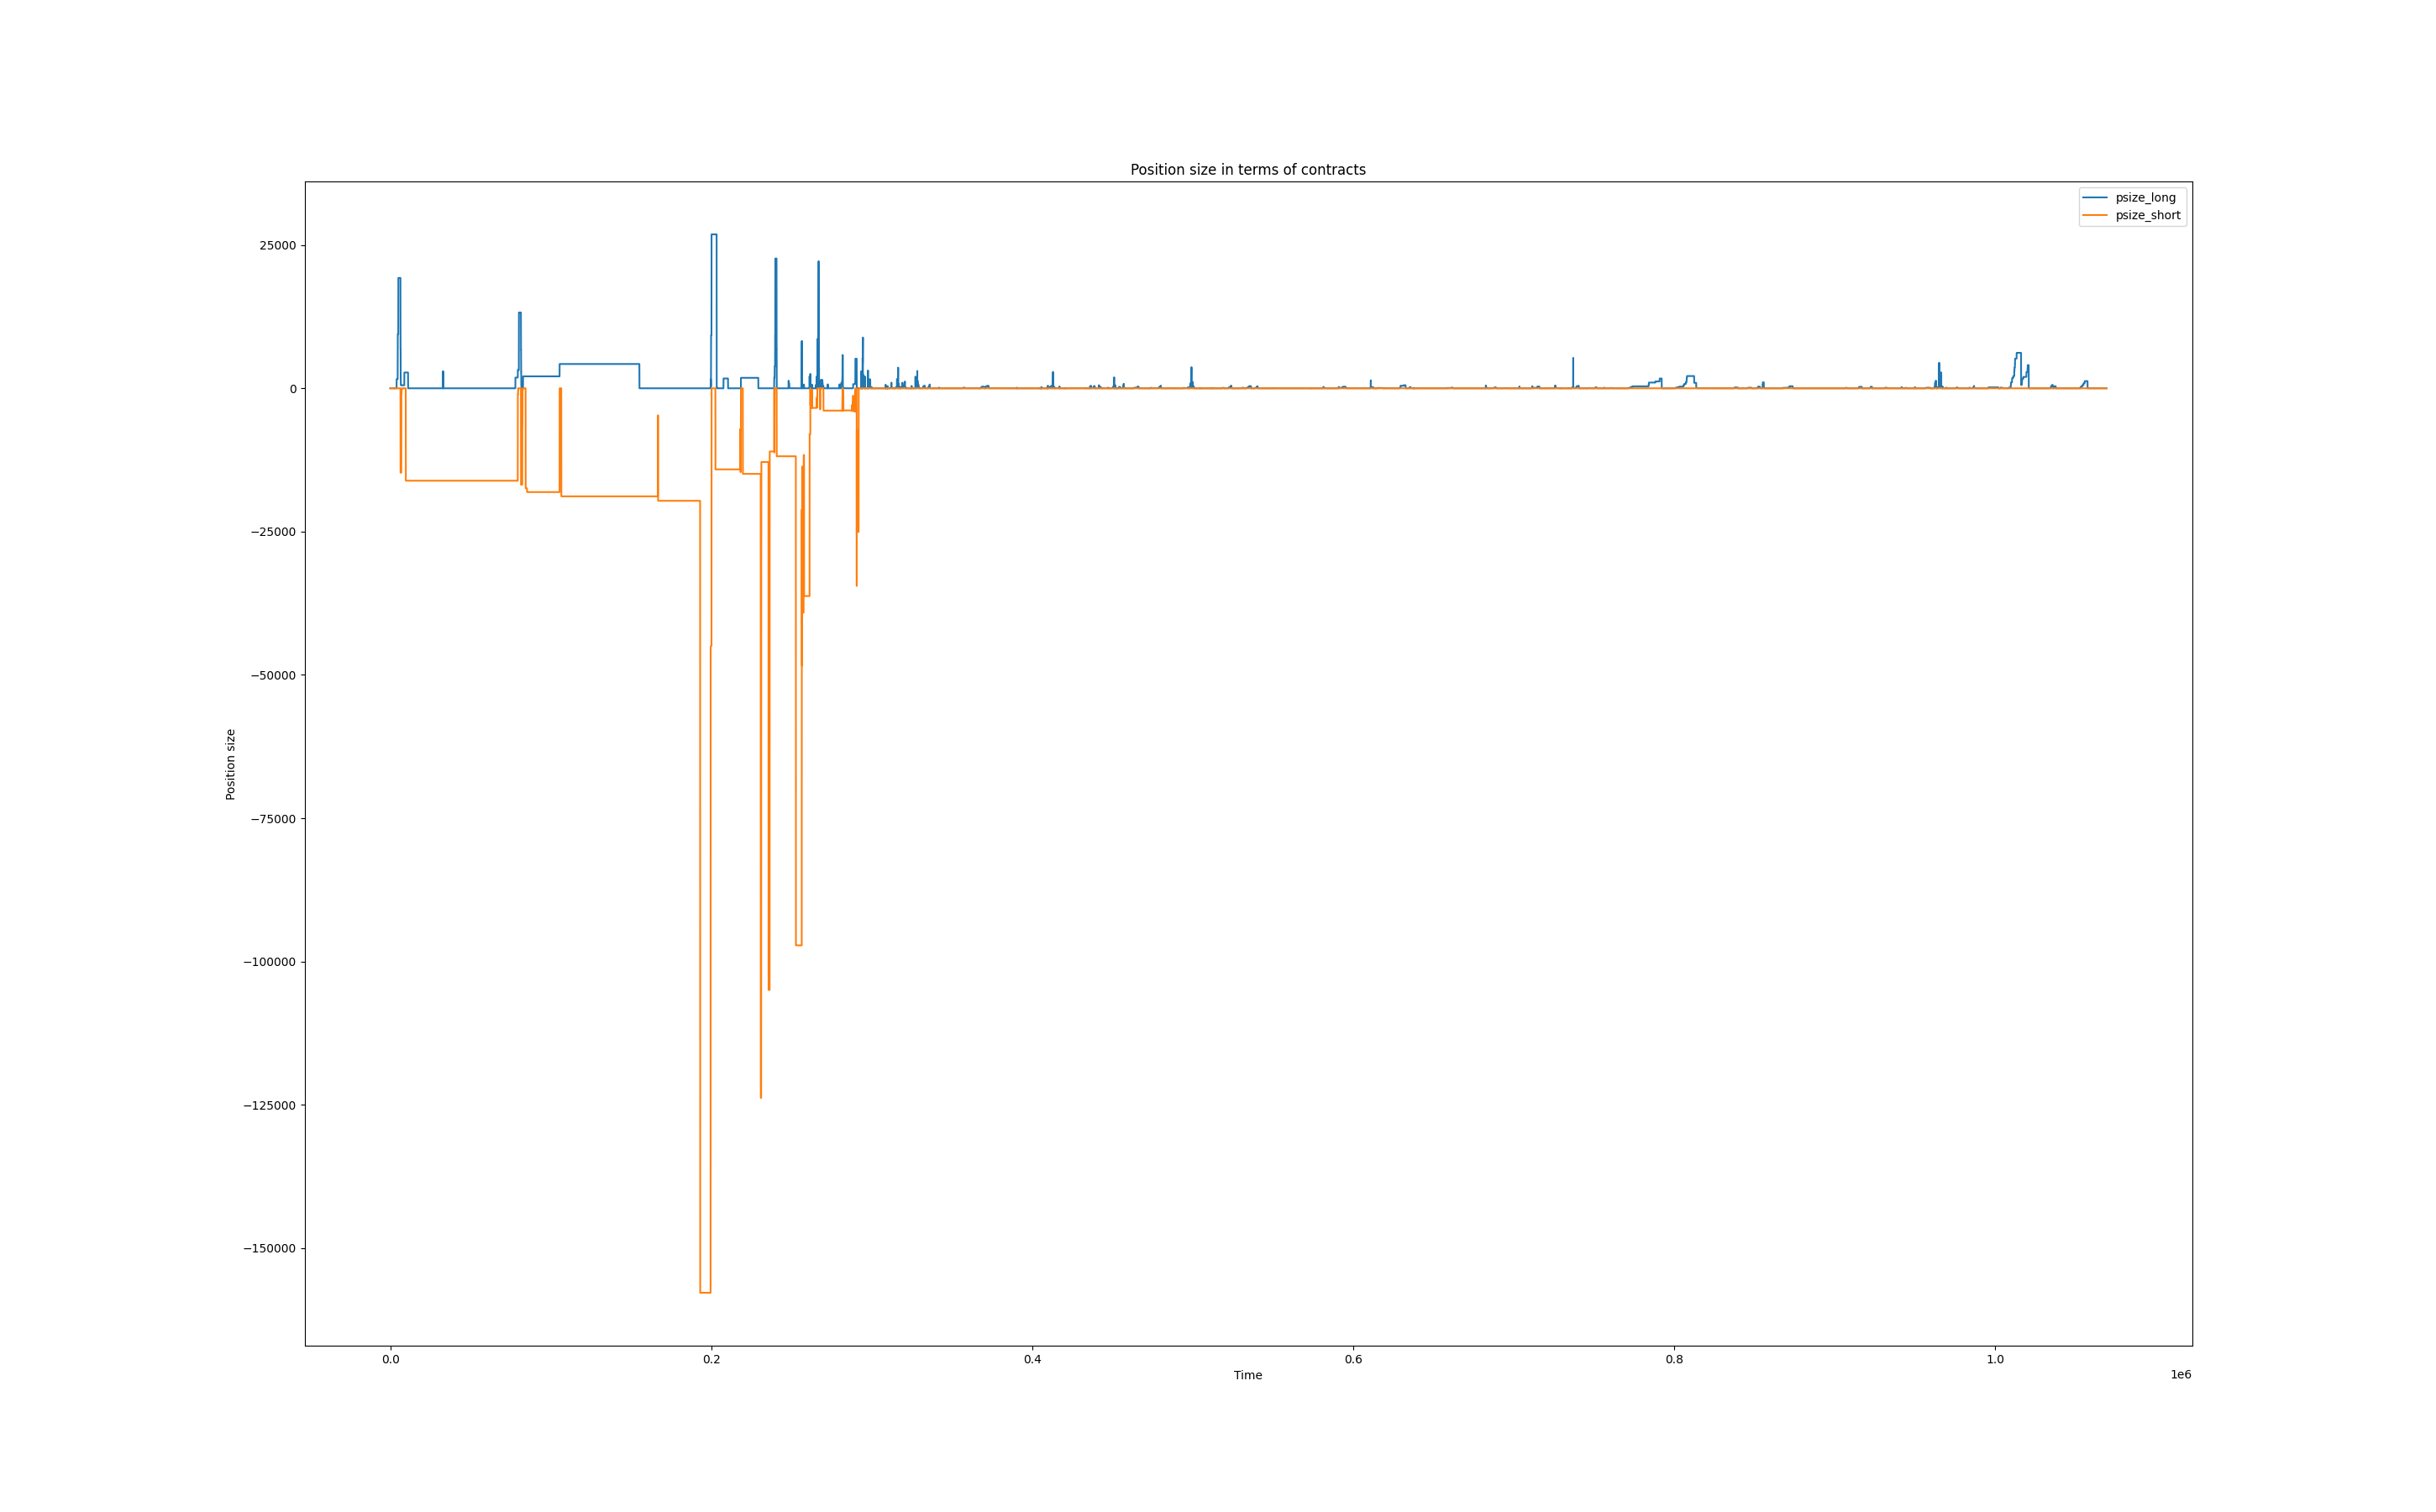 Position size in terms of contracts
psize_long
psize_short
Position size
25000
0
−25000
−50000
−75000
−100000
−125000
−150000
0.0
0.2
0.4
0.6
0.8
1.0
Time
1e6